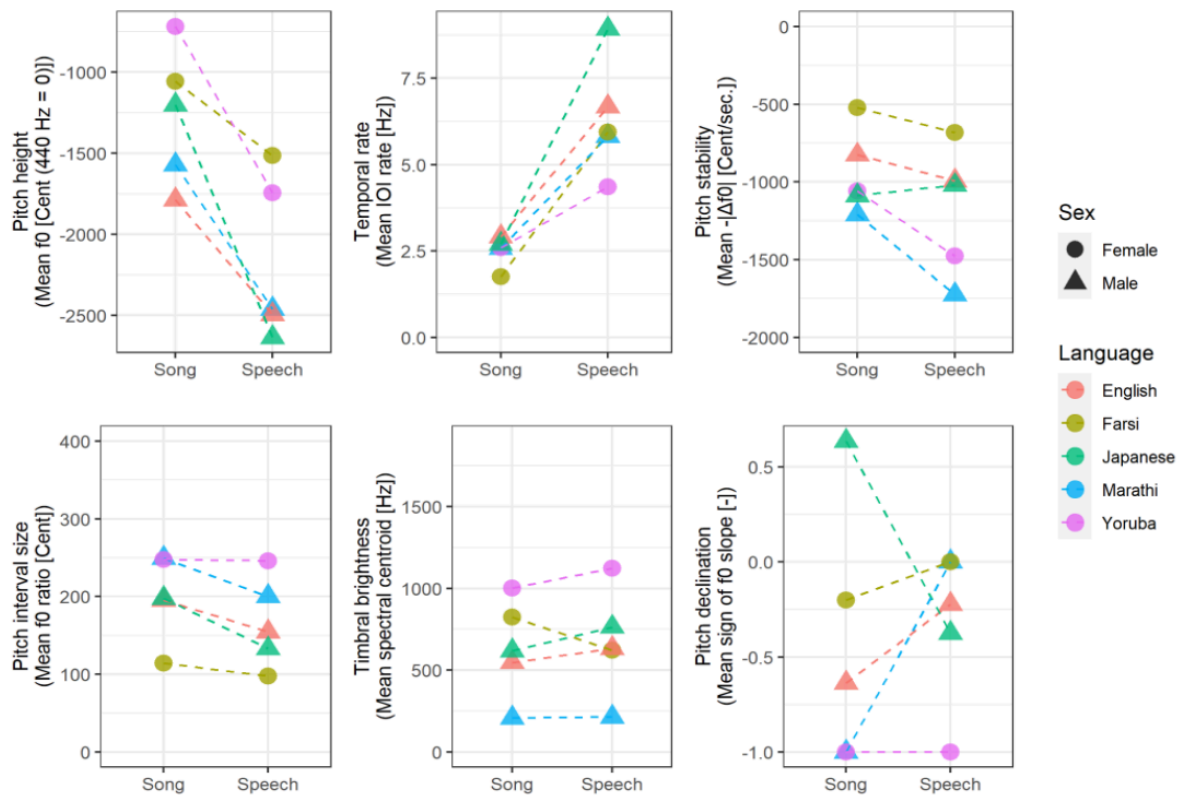 Pitch height
(Mean f0 [Cent (440 Hz = 0)])
-1000
-1500
-2000
-2500
Song
Speech
Temporal rate
(Mean IOI rate [Hz])
7.5
5.0
2.5
0.0
Song
Speech
Pitch stability
(Mean -|Δf0| [Cent/sec.])
0
-500
-1000
-1500
-2000
Song
Speech
Pitch interval size
(Mean f0 ratio [Cent])
400
300
200
100
0
Song
Speech
Timbral brightness
(Mean spectral centroid [Hz])
1500
1000
500
0
Song
Speech
Pitch declination
(Mean sign of f0 slope [-])
0.5
0.0
-0.5
-1.0
Song
Speech
Sex
Female
Male
Language
English
Farsi
Japanese
Marathi
Yoruba